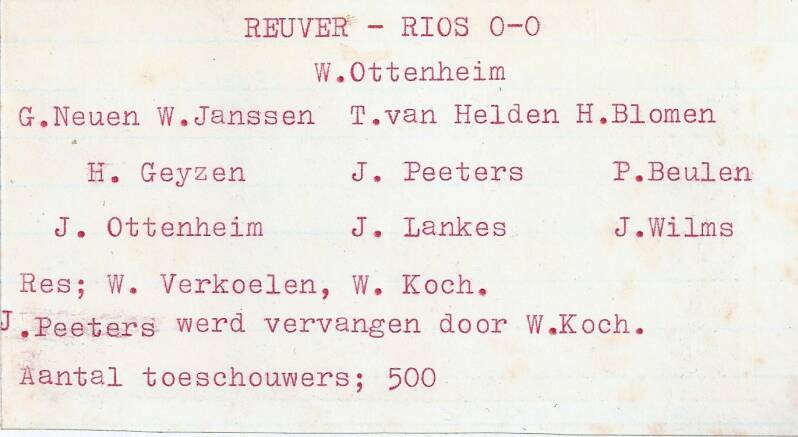 REUVER - RIOS 0-0
W.Ottenheim
G.Neuen W.Janssen T.van Helden H.Blomen
H. Geyzen J. Peeters P.Beulen
J. Ottenheim J. Lankes J.Wilms
Res; W. Verkoelen, W. Koch.
J.Peeters werd vervangen door W.Koch.
Aantal toeschouwers; 500